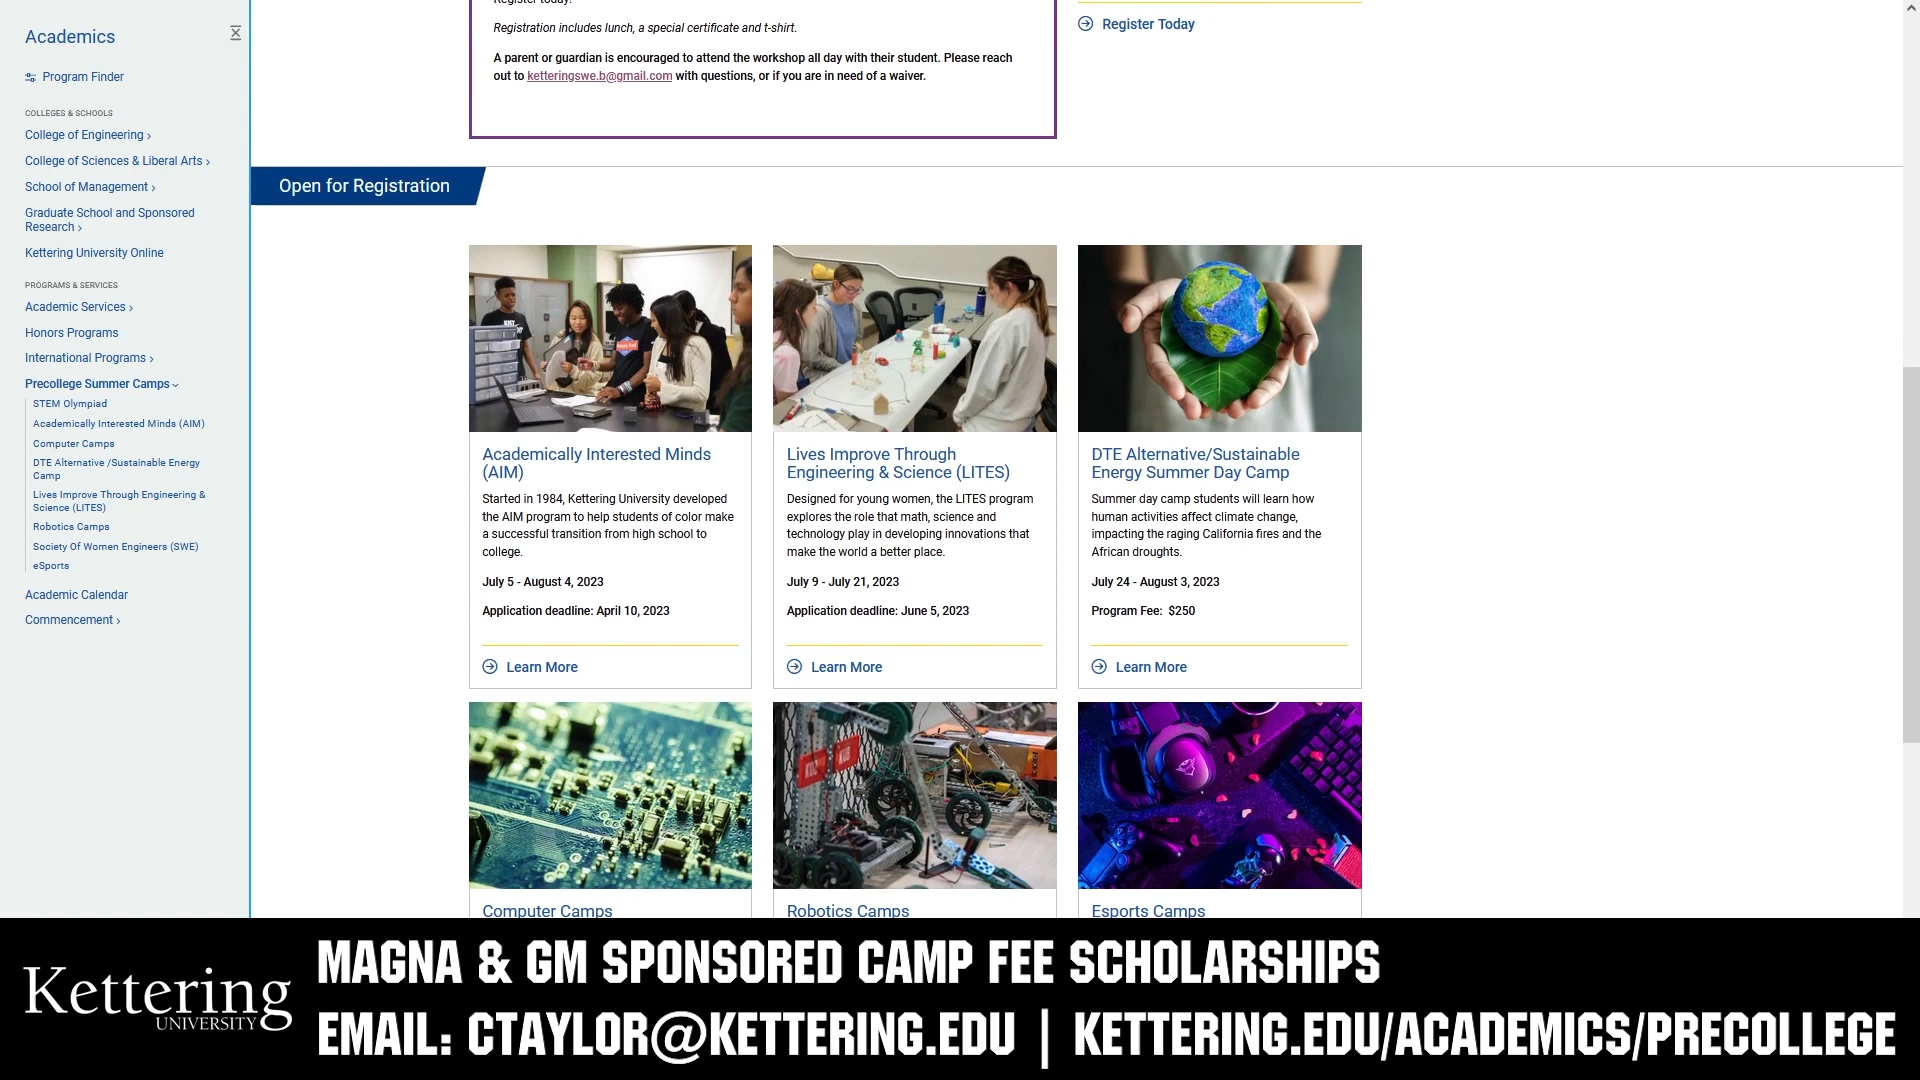 Academics
Program Finder
COLLEGES & SCHOOLS
College of Engineering
College of Sciences & Liberal Arts
School of Management
Graduate School and Sponsored
Research
Kettering University Online
PROGRAMS & SERVICES
Academic Services
Honors Programs
International Programs
Precollege Summer Camps
STEM Olympiad
Academically Interested Minds (AIM)
Computer Camps
DTE Alternative /Sustainable Energy
Camp
Lives Improve Through Engineering &
Science (LITES)
Robotics Camps
Society Of Women Engineers (SWE)
eSports
Academic Calendar
Commencement
Register today!
Registration includes lunch, a special certificate and t-shirt.
A parent or guardian is encouraged to attend the workshop all day with their student. Please reach
out to ketteringswe.b@gmail.com with questions, or if you are in need of a waiver.
Register Today
Open for Registration
Academically Interested Minds
(AIM)
Started in 1984, Kettering University developed
the AIM program to help students of color make
a successful transition from high school to
college.
July 5 - August 4, 2023
Application deadline: April 10, 2023
Learn More
Lives Improve Through
Engineering & Science (LITES)
Designed for young women, the LITES program
explores the role that math, science and
technology play in developing innovations that
make the world a better place.
July 9 - July 21, 2023
Application deadline: June 5, 2023
Learn More
DTE Alternative/Sustainable
Energy Summer Day Camp
Summer day camp students will learn how
human activities affect climate change,
impacting the raging California fires and the
African droughts.
July 24 - August 3, 2023
Program Fee: $250
Learn More
Computer Camps
Robotics Camps
Esports Camps
Kettering
UNIVERSITY
MAGNA & GM SPONSORED CAMP FEE SCHOLARSHIPS
EMAIL: CTAYLOR@KETTERING.EDU | KETTERING.EDU/ACADEMICS/PRECOLLEGE